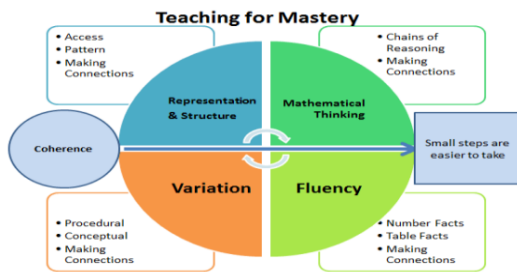 Teaching for Mastery
• Access
• Pattern
• Making
Connections
• Chains of
Reasoning
• Making
Connections
Representation
& Structure
Mathematical
Thinking
Coherence
Small steps are
easier to take
Variation
Fluency
• Procedural
• Conceptual
• Making
Connections
• Number Facts
• Table Facts
• Making
Connections